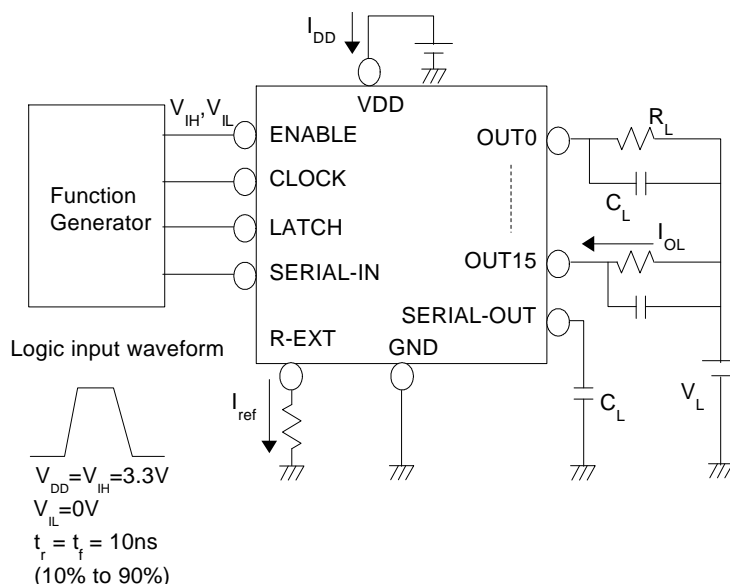 I_DD
VDD
V_IH,V_IL
ENABLE
OUT0
R_L
CLOCK
Function
Generator
C_L
LATCH
I_OL
OUT15
SERIAL-IN
SERIAL-OUT
R-EXT
GND
Logic input waveform
V_L
C_L
I_ref
V_DD=V_IH=3.3V
V_IL=0V
t_r = t_f = 10ns
(10% to 90%)